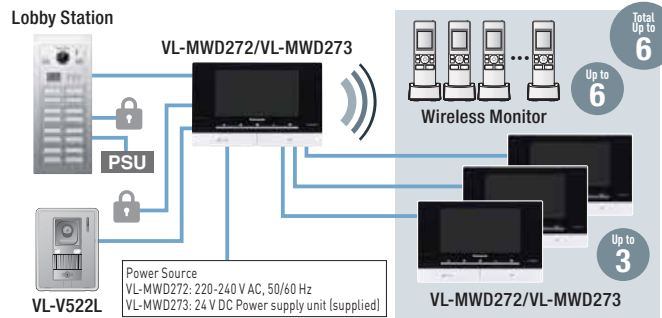 Lobby Station
VL-MWD272/VL-MWD273
PSU
VL-V522L
Power Source
VL-MWD272: 220-240 V AC, 50/60 Hz
VL-MWD273: 24 V DC Power supply unit (supplied)
Total
Up to
6
Up to
6
Wireless Monitor
Up to
3
VL-MWD272/VL-MWD273